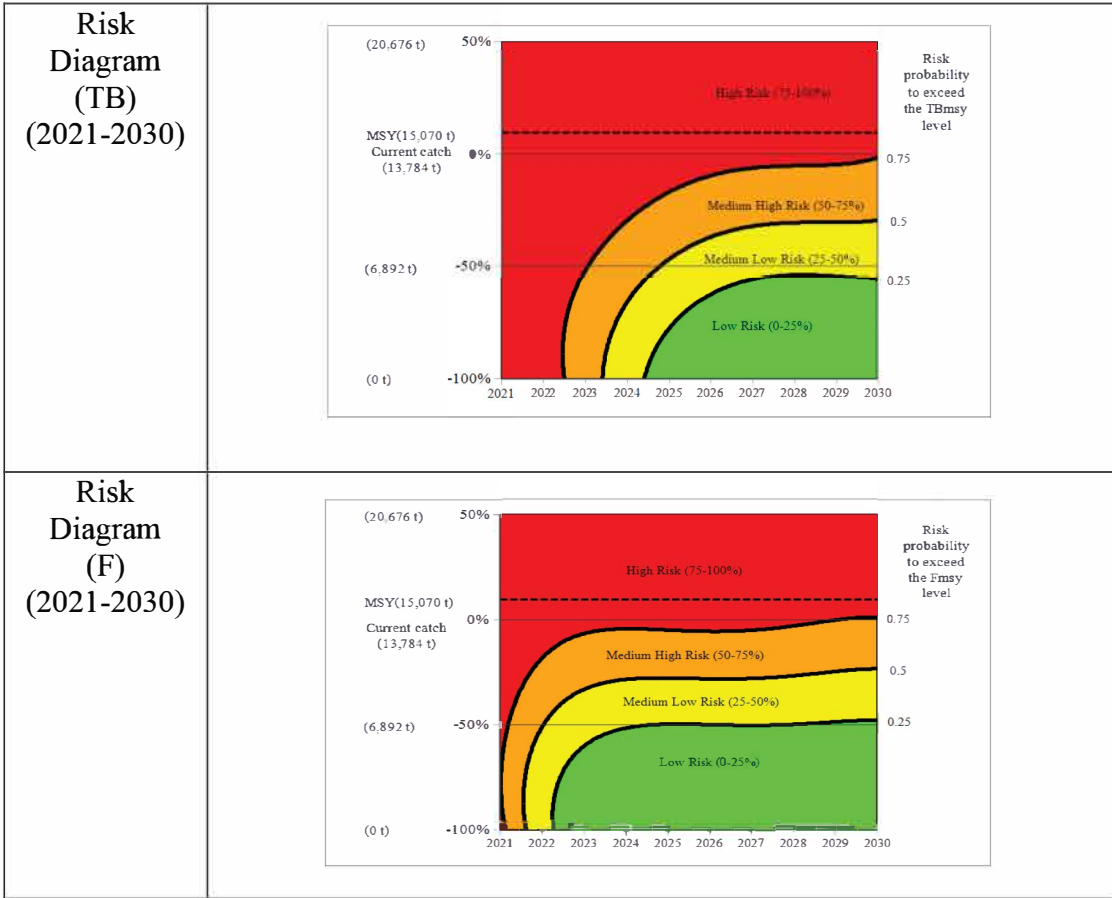 Risk
Diagram
(TB)
(2021-2030)
(20,676 t)
50%
Risk
probability
to exceed
the TBmsy
level
High Risk (75-100%)
MSY(15,070 t)
Current catch
(13,784 t)
0%
0.75
Medium High Risk (50-75%)
0.5
Medium Low Risk (25-50%)
(6,892 t)
-50%
0.25
Low Risk (0-25%)
(0 t)
-100%
2021 2022 2023 2024 2025 2026 2027 2028 2029 2030
Risk
Diagram
(F)
(2021-2030)
(20,676 t)
50%
Risk
probability
to exceed
the Fmsy
level
High Risk (75-100%)
MSY(15,070 t)
Current catch
(13,784 t)
0%
0.75
Medium High Risk (50-75%)
0.5
Medium Low Risk (25-50%)
(6,892 t)
-50%
0.25
Low Risk (0-25%)
(0 t)
-100%
2021 2022 2023 2024 2025 2026 2027 2028 2029 2030